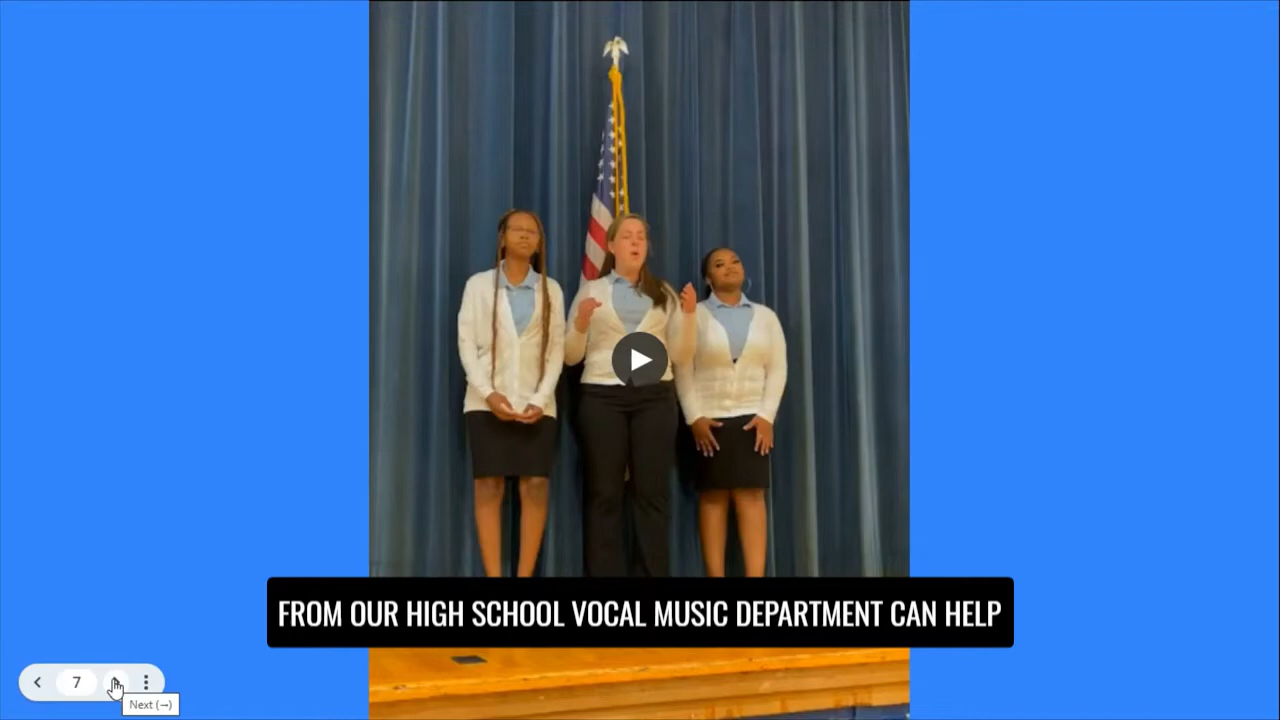 FROM OUR HIGH SCHOOL VOCAL MUSIC DEPARTMENT CAN HELP
7
Next (→)